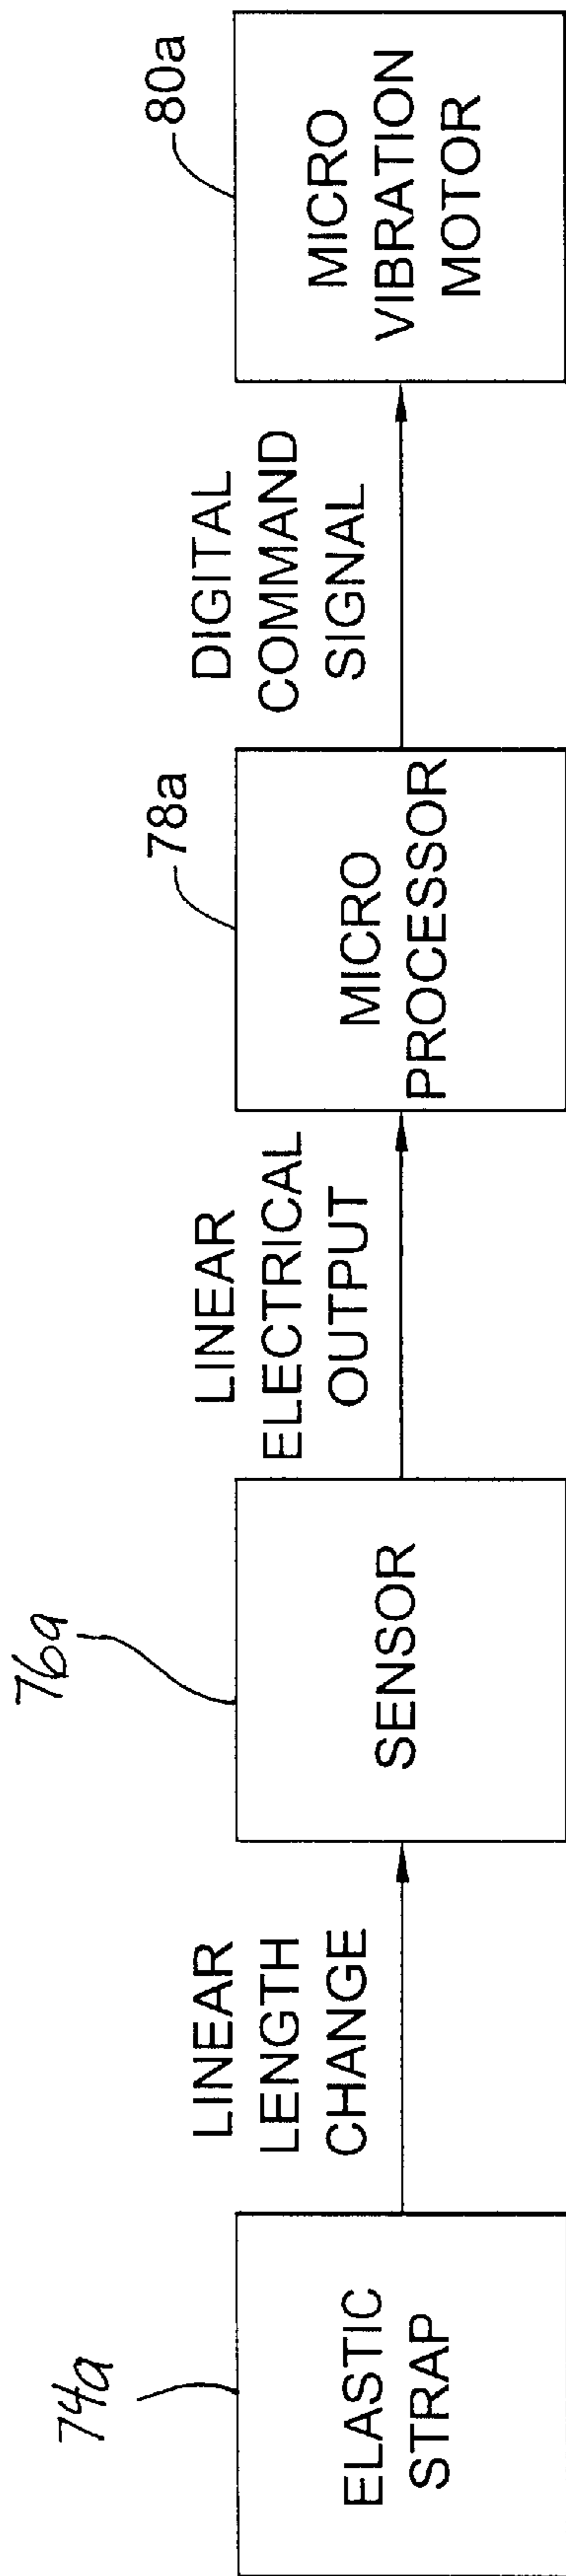 74a
ELASTIC
STRAP
LINEAR
LENGTH
CHANGE
76a
SENSOR
LINEAR
ELECTRICAL
OUTPUT
78a
MICRO
PROCESSOR
DIGITAL
COMMAND
SIGNAL
80a
MICRO
VIBRATION
MOTOR